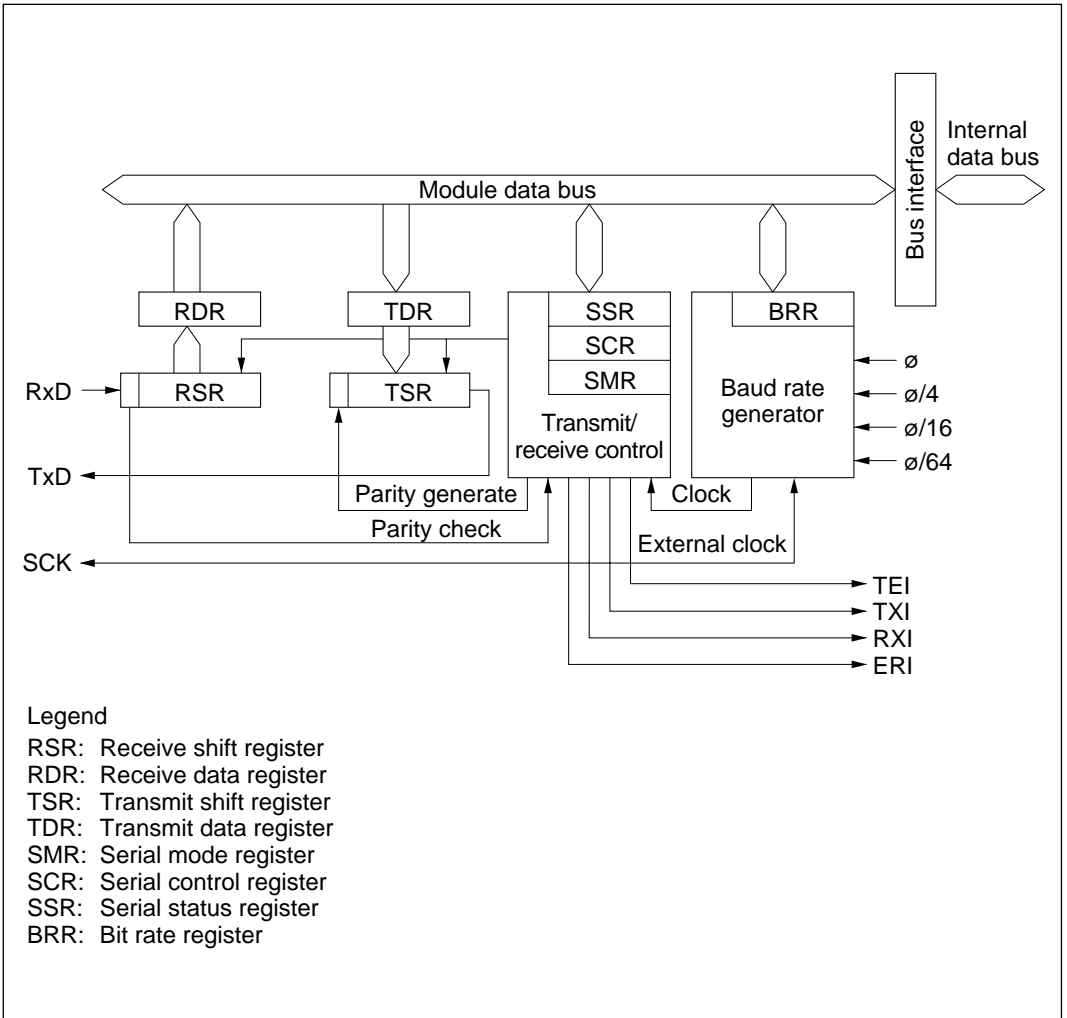 Internal
data bus
Bus interface
Module data bus
RDR
TDR
SSR
BRR
SCR
RxD
RSR
TSR
SMR
Baud rate
generator
ø
ø/4
ø/16
ø/64
Transmit/
receive control
TxD
Parity generate
Clock
Parity check
External clock
SCK
TEI
TXI
RXI
ERI
Legend
RSR: Receive shift register
RDR: Receive data register
TSR: Transmit shift register
TDR: Transmit data register
SMR: Serial mode register
SCR: Serial control register
SSR: Serial status register
BRR: Bit rate register